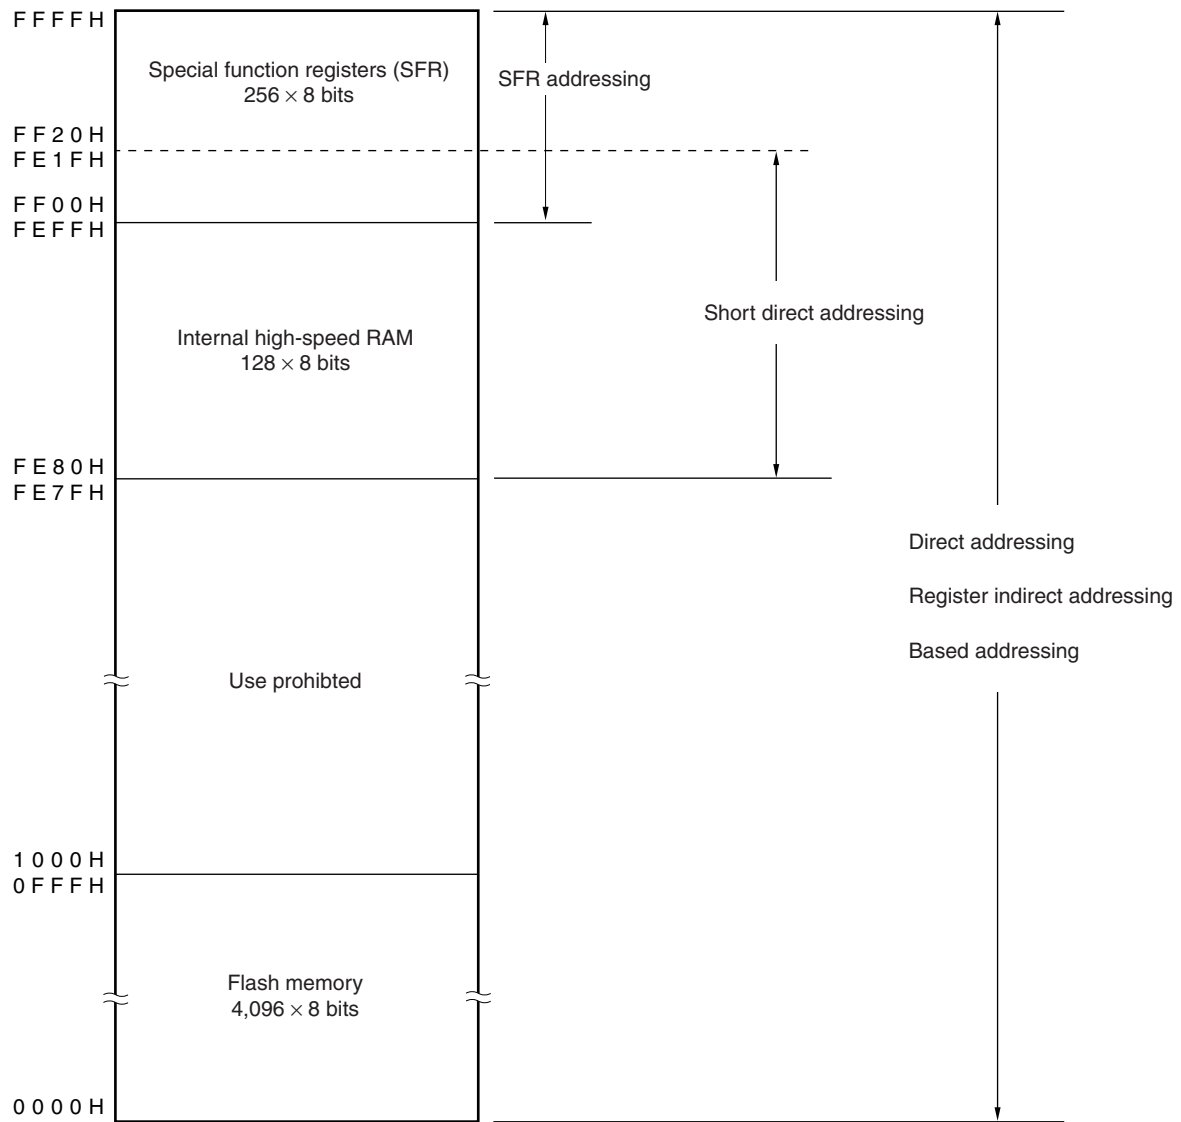 FFFFH
Special function registers (SFR)
256 × 8 bits
SFR addressing
FF20H
FE1FH
FF00H
FEFFH
Short direct addressing
Internal high-speed RAM
128 × 8 bits
FE80H
FE7FH
Direct addressing
Register indirect addressing
Based addressing
Use prohibted
1000H
0FFFH
Flash memory
4,096 × 8 bits
0000H